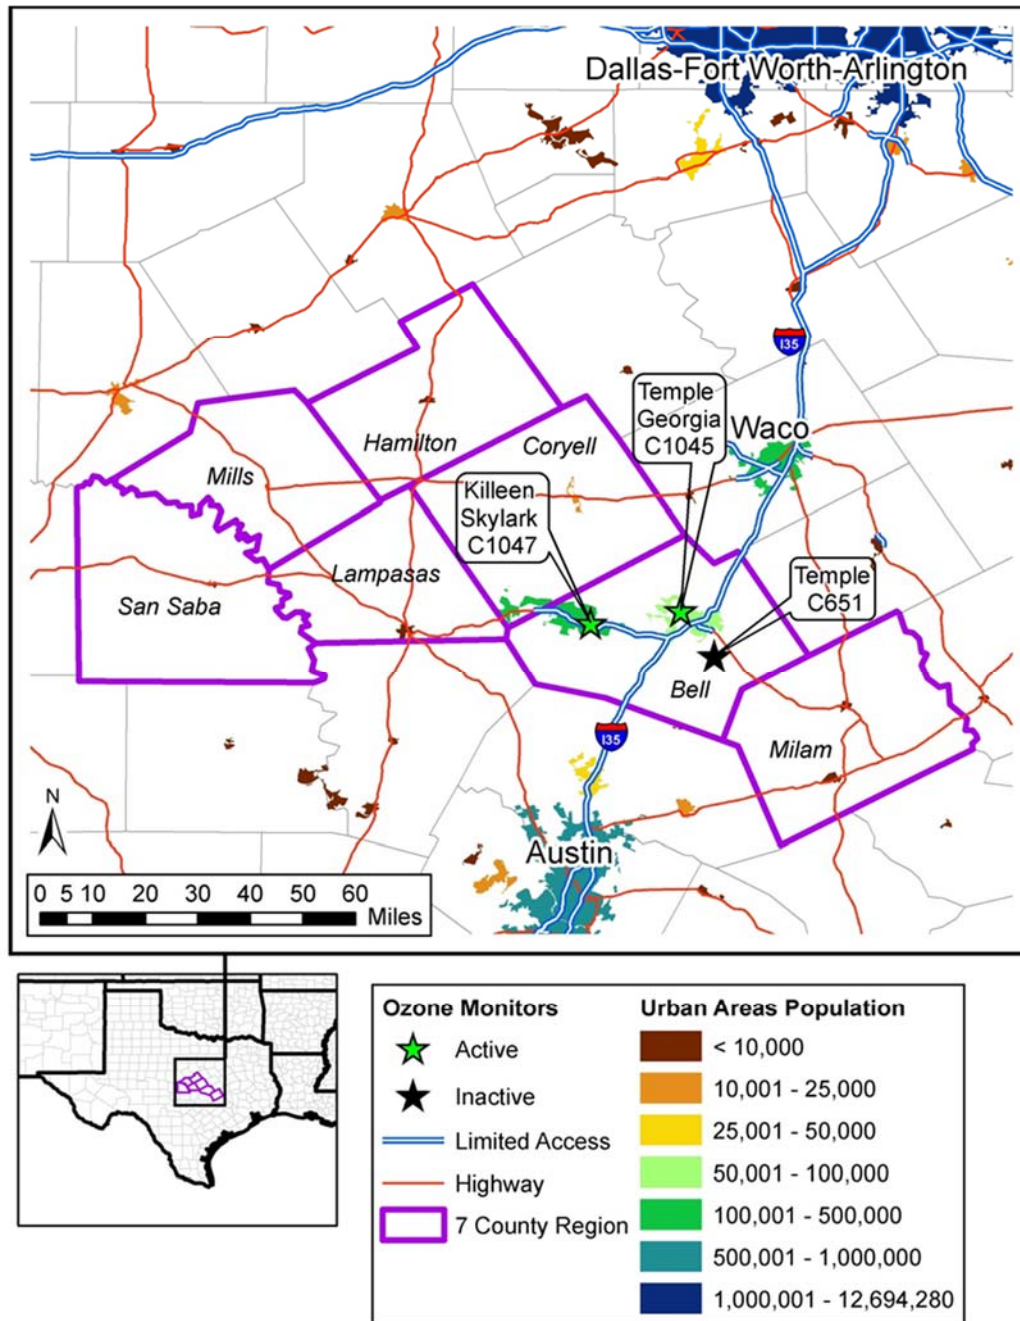 Dallas-Fort Worth-Arlington
I35
Temple
Georgia
C1045
Waco
Hamilton
Coryell
Mills
Killeen
Skylark
C1047
Temple
C651
Lampasas
San Saba
Bell
I35
Milam
N
Austin
0 5 10 20 30 40 50 60
Miles
Ozone Monitors
Active
Inactive
Limited Access
Highway
7 County Region
Urban Areas Population
< 10,000
10,001 - 25,000
25,001 - 50,000
50,001 - 100,000
100,001 - 500,000
500,001 - 1,000,000
1,000,001 - 12,694,280